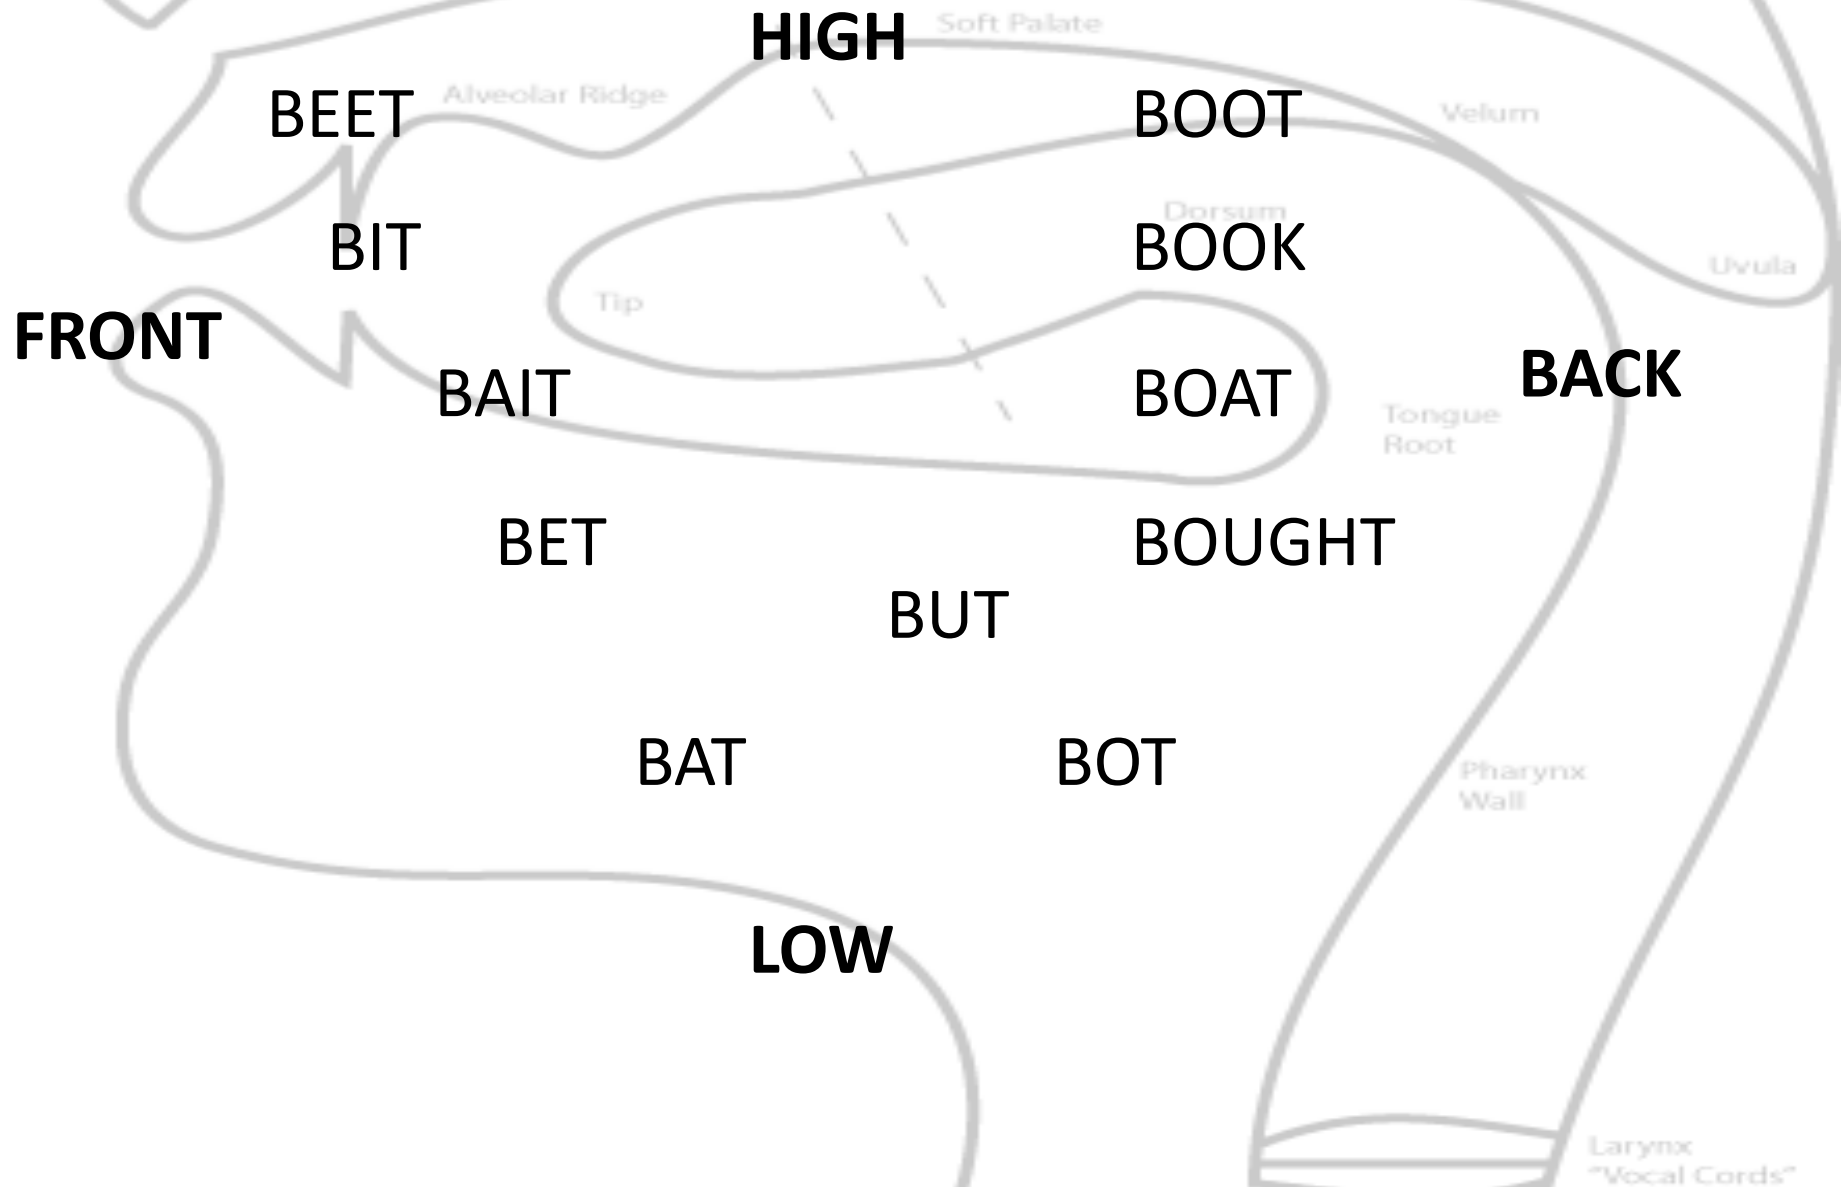 HIGH
Soft Palate
BEET
Alveolar Ridge
BOOT
Velum
Dorsum
BIT
BOOK
Uvula
Tip
FRONT
BACK
BAIT
BOAT
Tongue
Root
BET
BOUGHT
BUT
BAT
BOT
Pharynx
Wall
LOW
Larynx
"Vocal Cords"